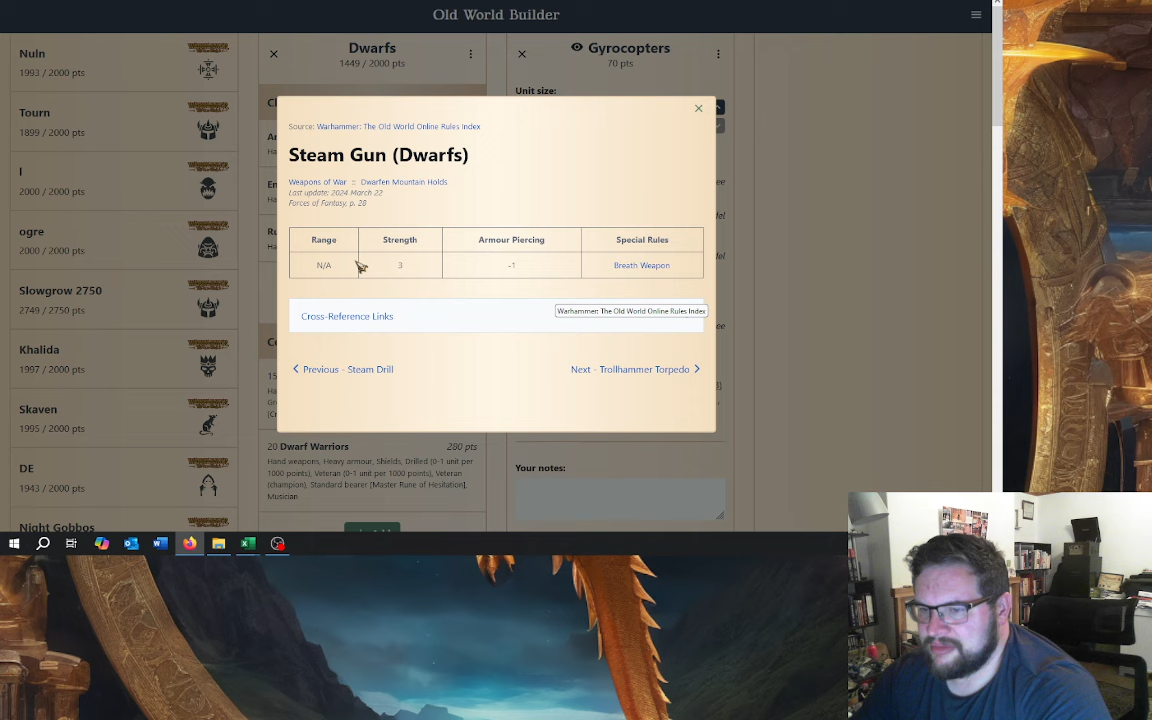 Old World Builder
Nuln
1993 / 2000 pts
Tourn
1899 / 2000 pts
I
2000 / 2000 pts
ogre
2000 / 2000 pts
Slowgrow 2750
2749 / 2750 pts
Khalida
1997 / 2000 pts
Skaven
1995 / 2000 pts
DE
1943 / 2000 pts
Night Gobbos
Dwarfs
1449 / 2000 pts
20 Dwarf Warriors
280 pts
Hand weapons, Heavy armour, Shields, Drilled (0-1 unit per
1000 points), Veteran (0-1 unit per 1000 points), Veteran
(champion), Standard bearer [Master Rune of Hesitation],
Musician
Gyrocopters
70 pts
Unit size:
Your notes:
Source: Warhammer: The Old World Online Rules Index
Steam Gun (Dwarfs)
Weapons of War :: Dwarfen Mountain Holds
Last update: 2024 March 22
Forces of Fantasy, p. 28
Range Strength Armour Piercing Special Rules
N/A 3 -1 Breath Weapon
Warhammer: The Old World Online Rules Index
Cross-Reference Links
Previous - Steam Drill
Next - Trollhammer Torpedo